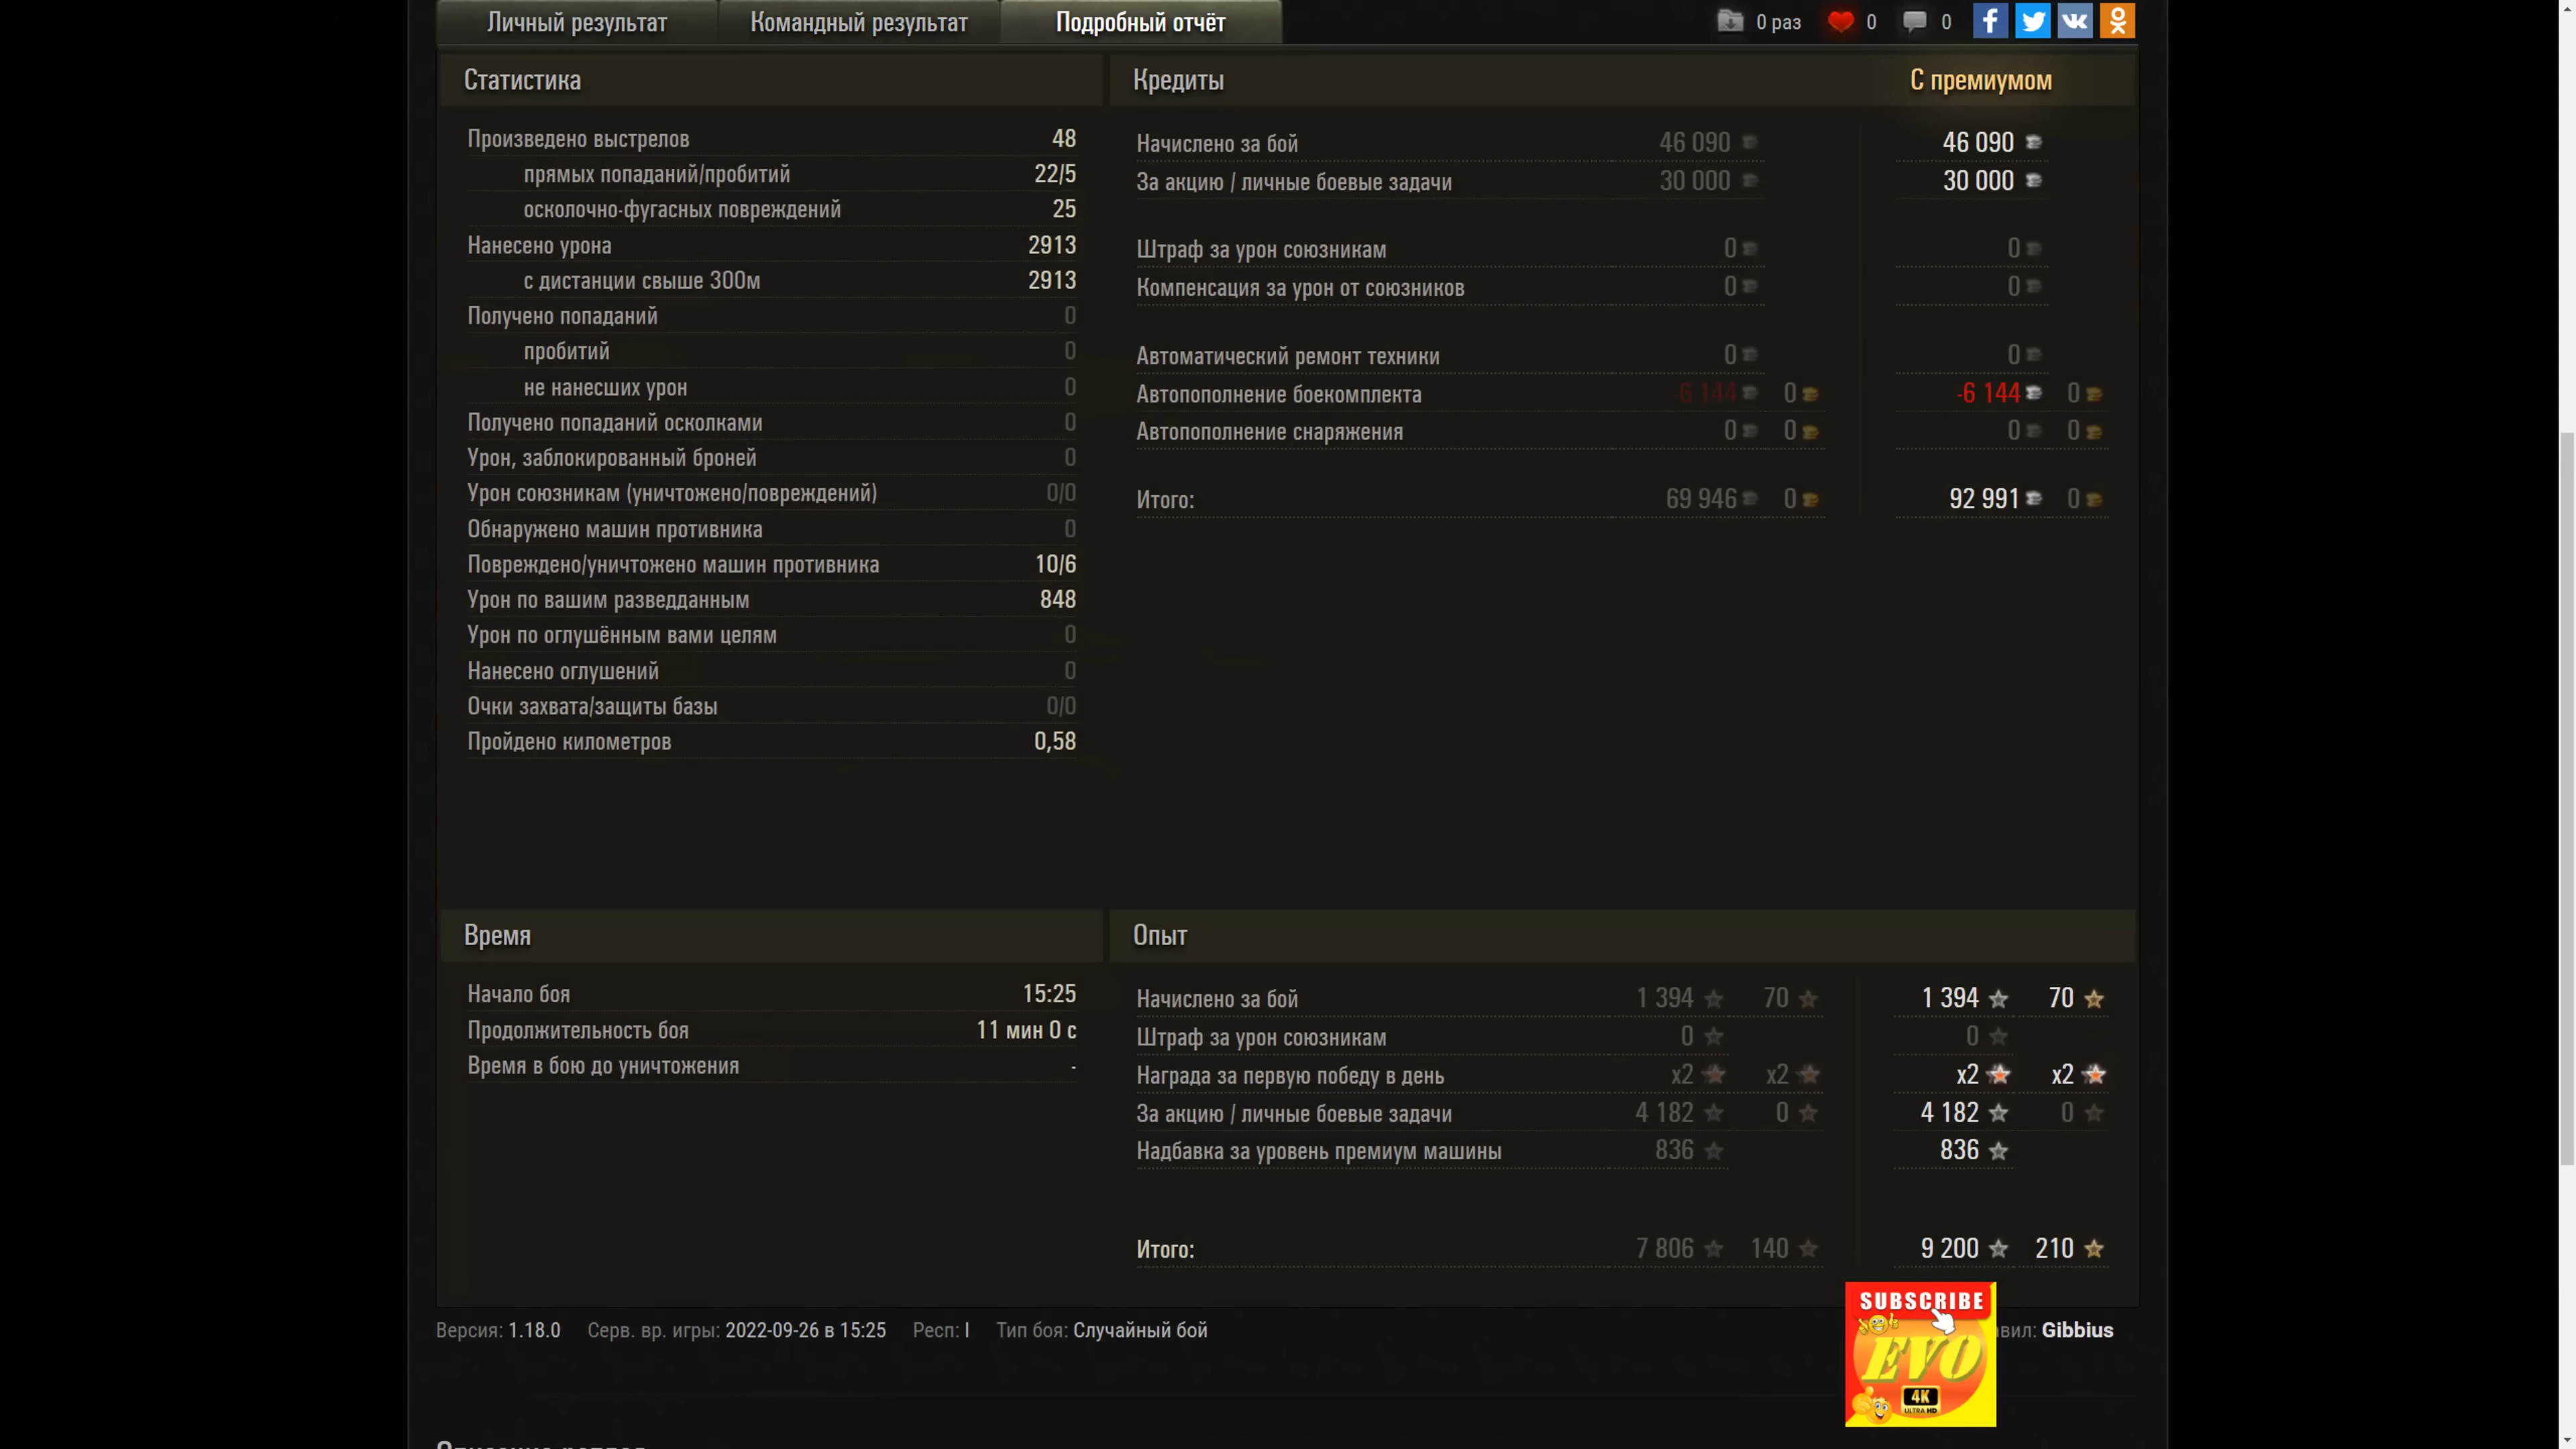 Личный результат Командный результат Подробный отчёт 0 раз 0 0
Статистика
Произведено выстрелов 48
прямых попаданий/пробитий 22/5
осколочно-фугасных повреждений 25
Нанесено урона 2913
с дистанции свыше 300м 2913
Получено попаданий 0
пробитий 0
не нанесших урон 0
Получено попаданий осколками 0
Урон, заблокированный броней 0
Урон союзникам (уничтожено/повреждений) 0/0
Обнаружено машин противника 0
Повреждено/уничтожено машин противника 10/6
Урон по вашим разведданным 848
Урон по оглушённым вами целям 0
Нанесено оглушений 0
Очки захвата/защиты базы 0/0
Пройдено километров 0,58
Кредиты С премиумом
Начислено за бой 46 090 46 090
За акцию / личные боевые задачи 30 000 30 000
Штраф за урон союзникам 0 0
Компенсация за урон от союзников 0 0
Автоматический ремонт техники 0 0
Автопополнение боекомплекта -6 144 0 -6 144 0
Автопополнение снаряжения 0 0 0 0
Итого: 69 946 0 92 991 0
Время
Начало боя 15:25
Продолжительность боя 11 мин 0 с
Время в бою до уничтожения -
Опыт
Начислено за бой 1 394 70 1 394 70
Штраф за урон союзникам 0 0
Награда за первую победу в день x2 x2 x2 x2
За акцию / личные боевые задачи 4 182 0 4 182 0
Надбавка за уровень премиум машины 836 836
Итого: 7 806 140 9 200 210
Версия: 1.18.0 Серв. вр. игры: 2022-09-26 в 15:25 Респ: I Тип боя: Случайный бой авил: Gibbius
SUBSCRIBE
EVO
4K
ULTRA HD